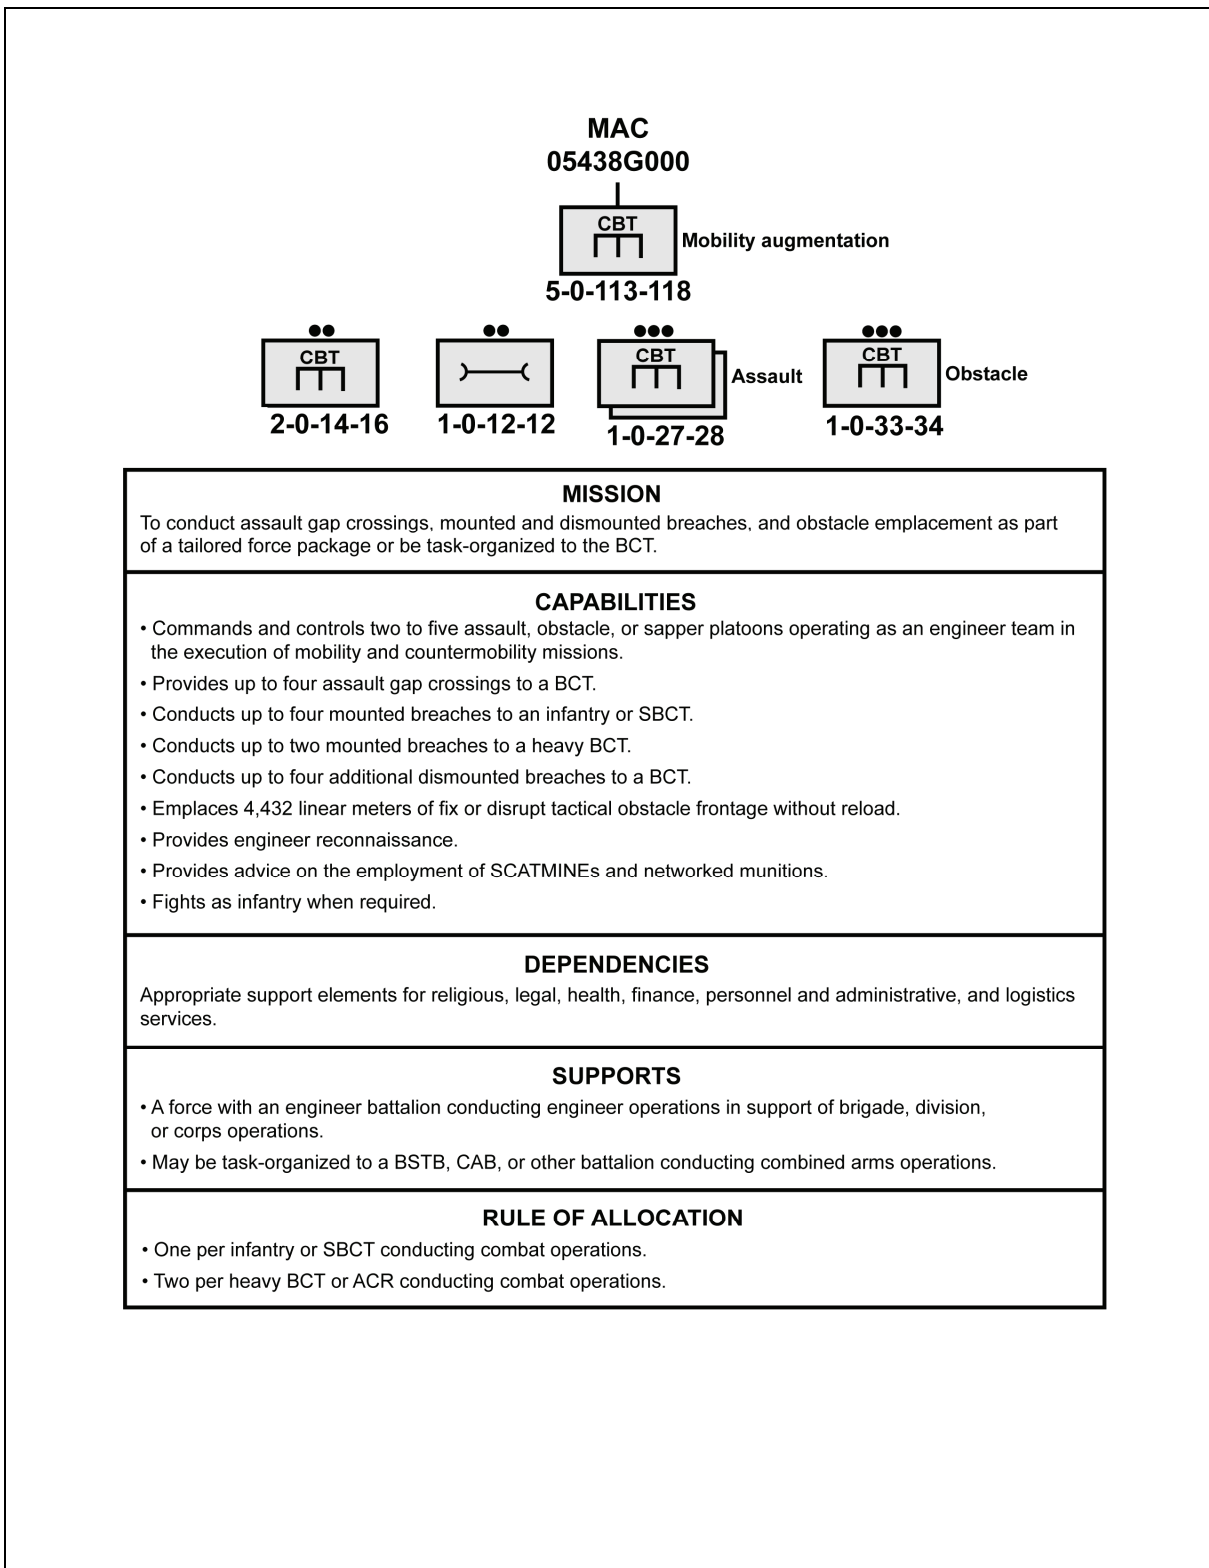 MAC
05438G000
CBT
Mobility augmentation
5-0-113-118
CBT
2-0-14-16
1-0-12-12
CBT
Assault
1-0-27-28
CBT
Obstacle
1-0-33-34
MISSION
To conduct assault gap crossings, mounted and dismounted breaches, and obstacle emplacement as part
of a tailored force package or be task-organized to the BCT.
CAPABILITIES
• Commands and controls two to five assault, obstacle, or sapper platoons operating as an engineer team in
the execution of mobility and countermobility missions.
• Provides up to four assault gap crossings to a BCT.
• Conducts up to four mounted breaches to an infantry or SBCT.
• Conducts up to two mounted breaches to a heavy BCT.
• Conducts up to four additional dismounted breaches to a BCT.
• Emplaces 4,432 linear meters of fix or disrupt tactical obstacle frontage without reload.
• Provides engineer reconnaissance.
• Provides advice on the employment of SCATMINEs and networked munitions.
• Fights as infantry when required.
DEPENDENCIES
Appropriate support elements for religious, legal, health, finance, personnel and administrative, and logistics
services.
SUPPORTS
• A force with an engineer battalion conducting engineer operations in support of brigade, division,
or corps operations.
• May be task-organized to a BSTB, CAB, or other battalion conducting combined arms operations.
RULE OF ALLOCATION
• One per infantry or SBCT conducting combat operations.
• Two per heavy BCT or ACR conducting combat operations.